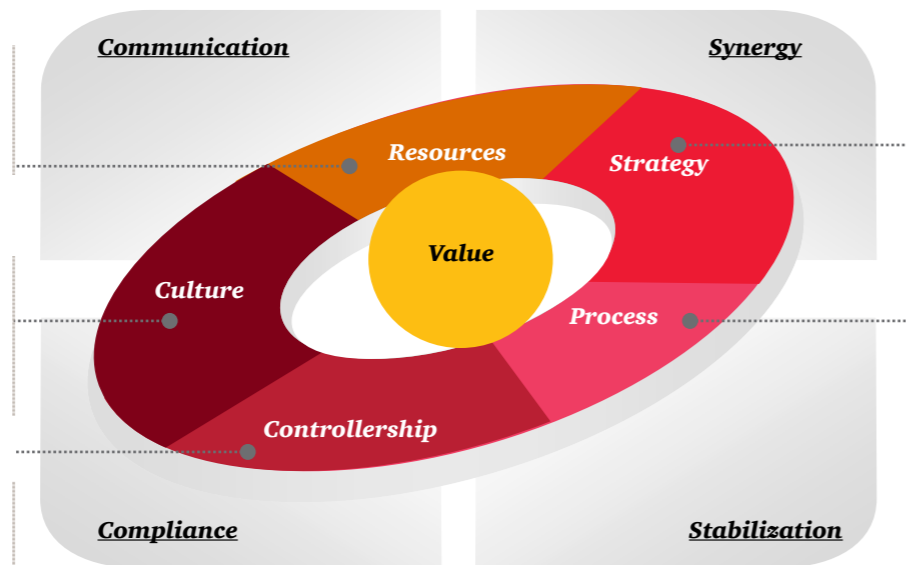 Communication
Synergy
Resources
Strategy
Value
Culture
Process
Controllership
Compliance
Stabilization